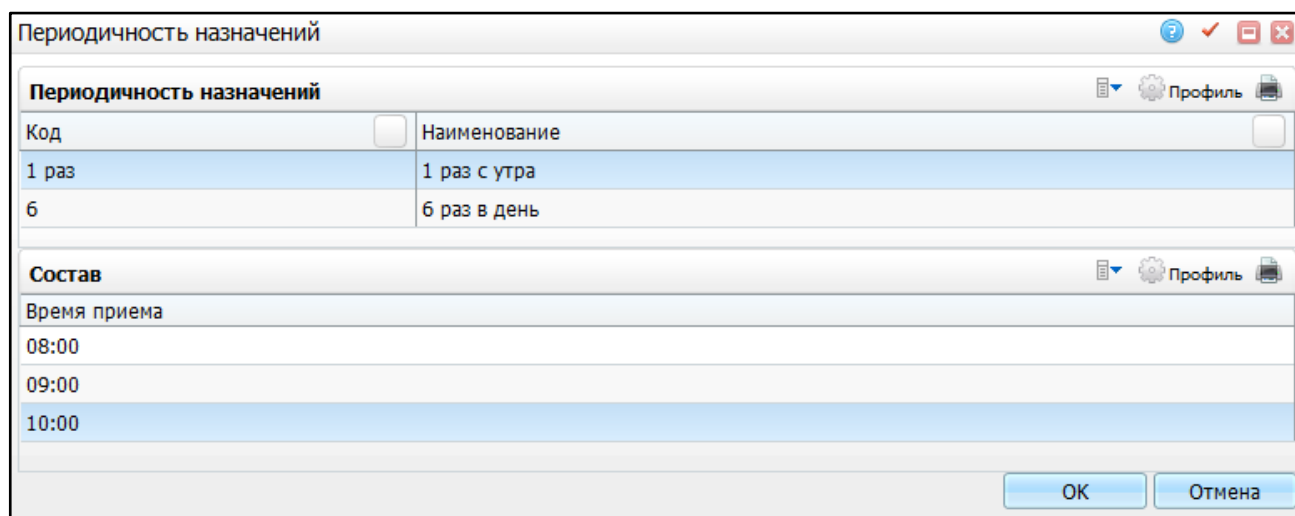 Периодичность назначений
Периодичность назначений Профиль
Код Наименование
1 раз 1 раз с утра
6 6 раз в день
Состав Профиль
Время приема
08:00
09:00
10:00
ОК Отмена